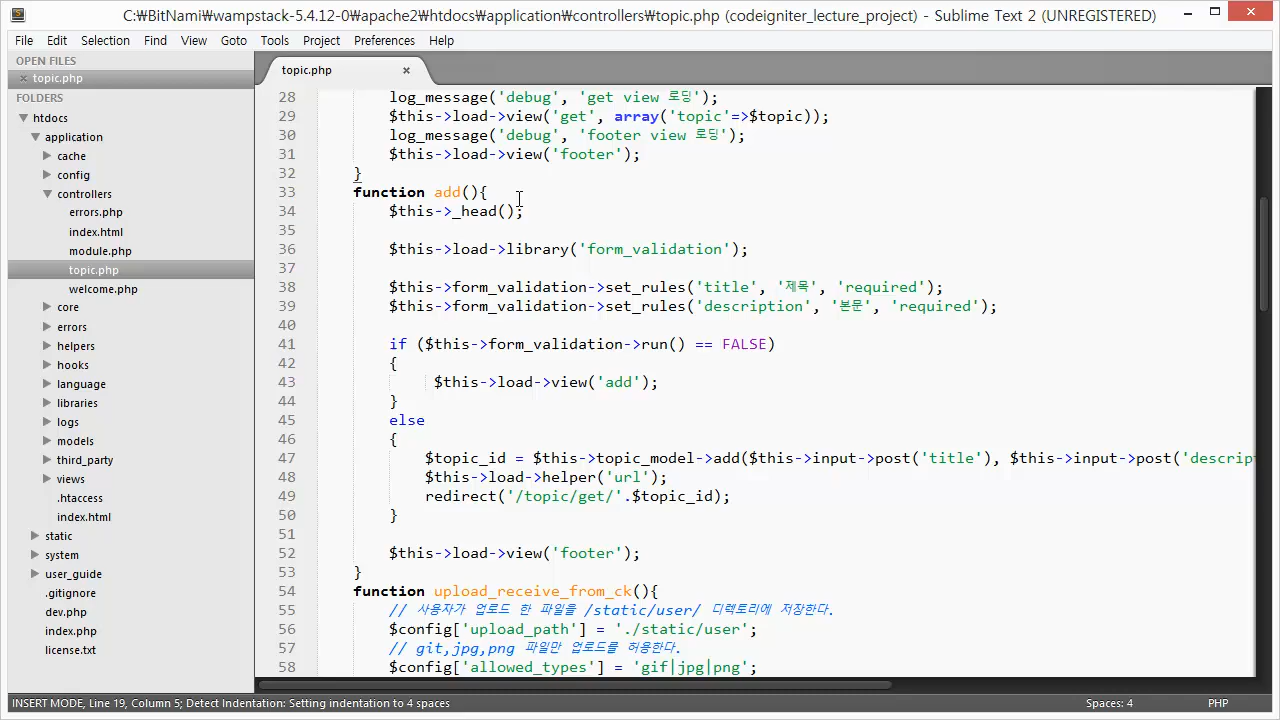 C:₩BitNami₩wampstack-5.4.12-0₩apache2₩htdocs₩application₩controllers₩topic.php (codeigniter_lecture_project) - Sublime Text 2 (UNREGISTERED)
File Edit Selection Find View Goto Tools Project Preferences Help
OPEN FILES
topic.php
FOLDERS
htdocs
application
cache
config
controllers
errors.php
index.html
module.php
topic.php
welcome.php
core
errors
helpers
hooks
language
libraries
logs
models
third_party
views
.htaccess
index.html
static
system
user_guide
.gitignore
dev.php
index.php
license.txt
topic.php
28 log_message('debug', 'get view 로딩');
29 $this->load->view('get', array('topic'=>$topic));
30 log_message('debug', 'footer view 로딩');
31 $this->load->view('footer');
32 }
33 function add(){
34 $this->_head();
35
36 $this->load->library('form_validation');
37
38 $this->form_validation->set_rules('title', '제목', 'required');
39 $this->form_validation->set_rules('description', '본문', 'required');
40
41 if ($this->form_validation->run() == FALSE)
42 {
43 $this->load->view('add');
44 }
45 else
46 {
47 $topic_id = $this->topic_model->add($this->input->post('title'), $this->input->post('descrip
48 $this->load->helper('url');
49 redirect('/topic/get/'.$topic_id);
50 }
51
52 $this->load->view('footer');
53 }
54 function upload_receive_from_ck(){
55 // 사용자가 업로드 한 파일을 /static/user/ 디렉토리에 저장한다.
56 $config['upload_path'] = './static/user';
57 // git,jpg,png 파일만 업로드를 허용한다.
58 $config['allowed_types'] = 'gif|jpg|png';
INSERT MODE, Line 19, Column 5; Detect Indentation: Setting indentation to 4 spaces
Spaces: 4
PHP